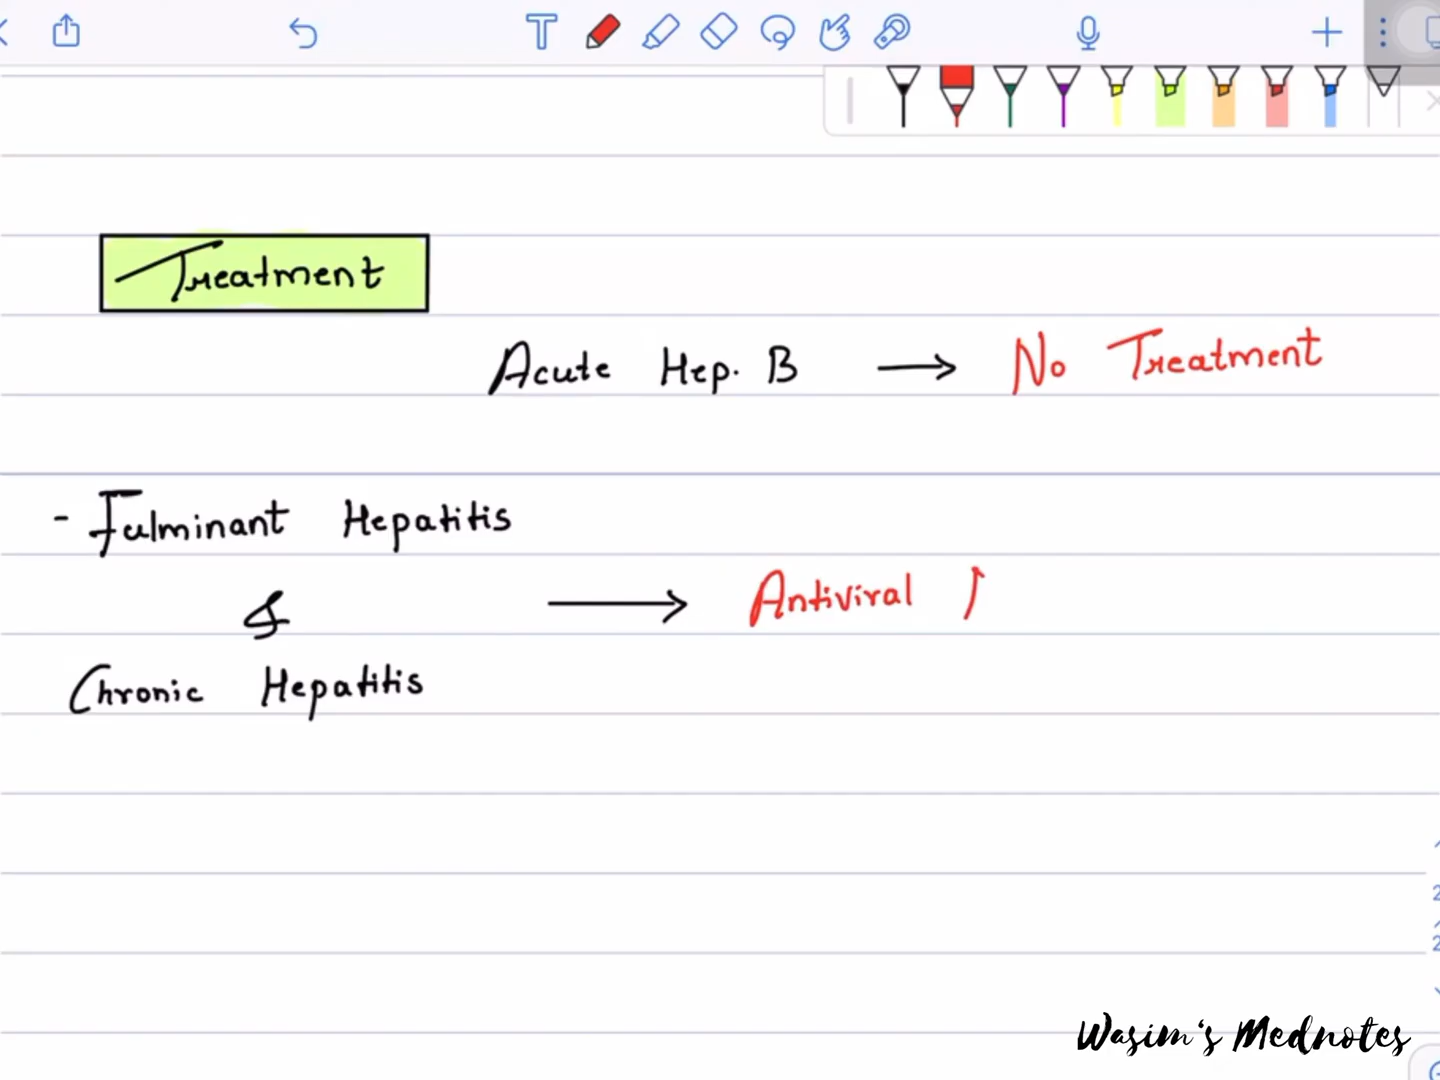 Treatment
Acute Hep. B → No Treatment
- Fulminant Hepatitis
& → Antiviral
Chronic Hepatitis
Wasim's Mednotes